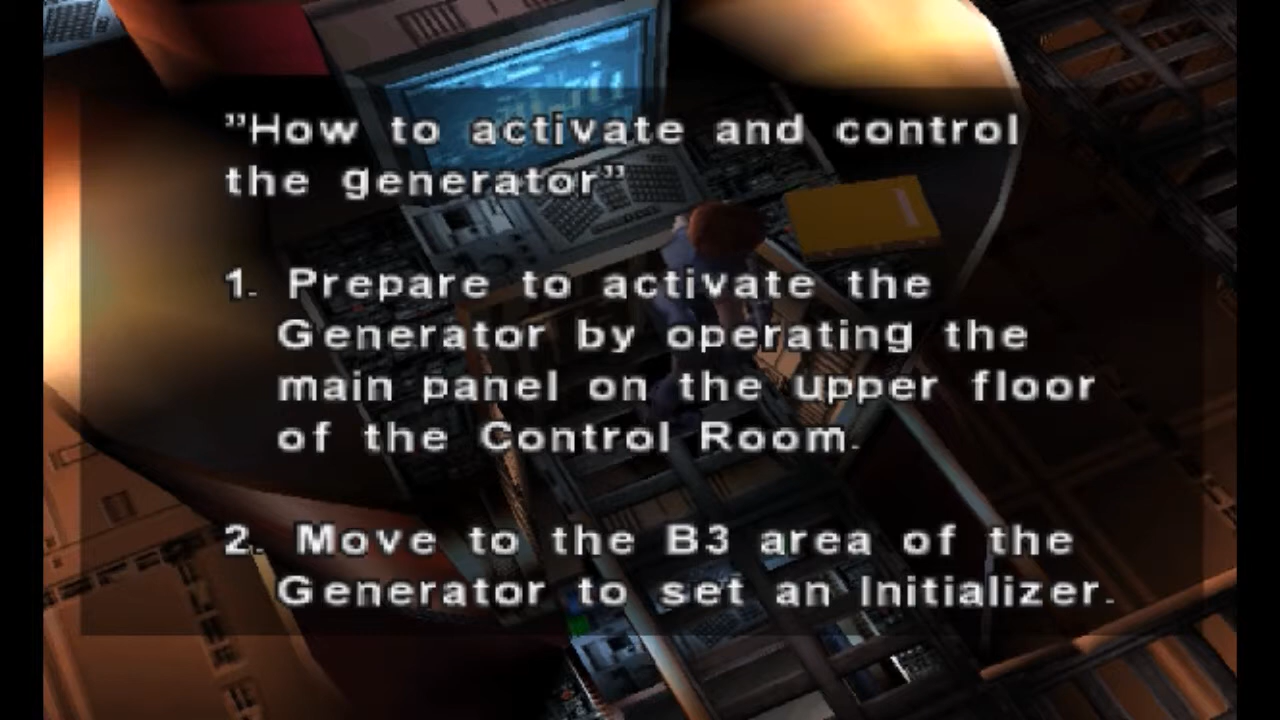 ”How to activate and control
the generator”
1. Prepare to activate the
Generator by operating the
main panel on the upper floor
of the Control Room.
2. Move to the B3 area of the
Generator to set an Initializer.